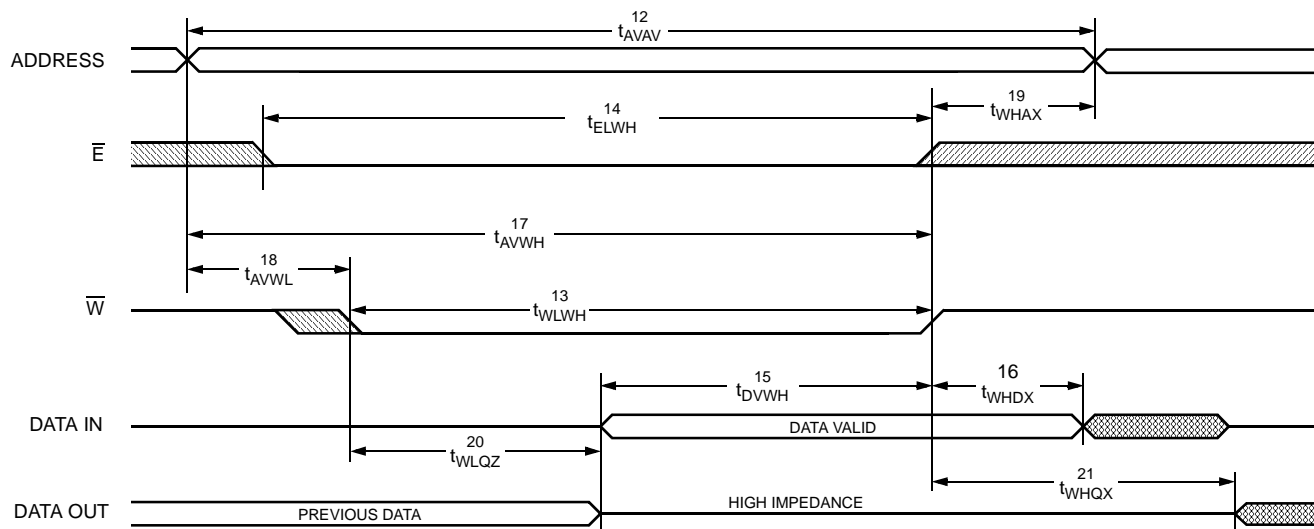 12
tAVAV
ADDRESS
14
tELWH
19
tWHAX
E̅
17
tAVWH
18
tAVWL
W̅
13
tWLWH
15
tDVWH
16
tWHDX
DATA IN
DATA VALID
20
tWLQZ
21
tWHQX
DATA OUT
PREVIOUS DATA
HIGH IMPEDANCE